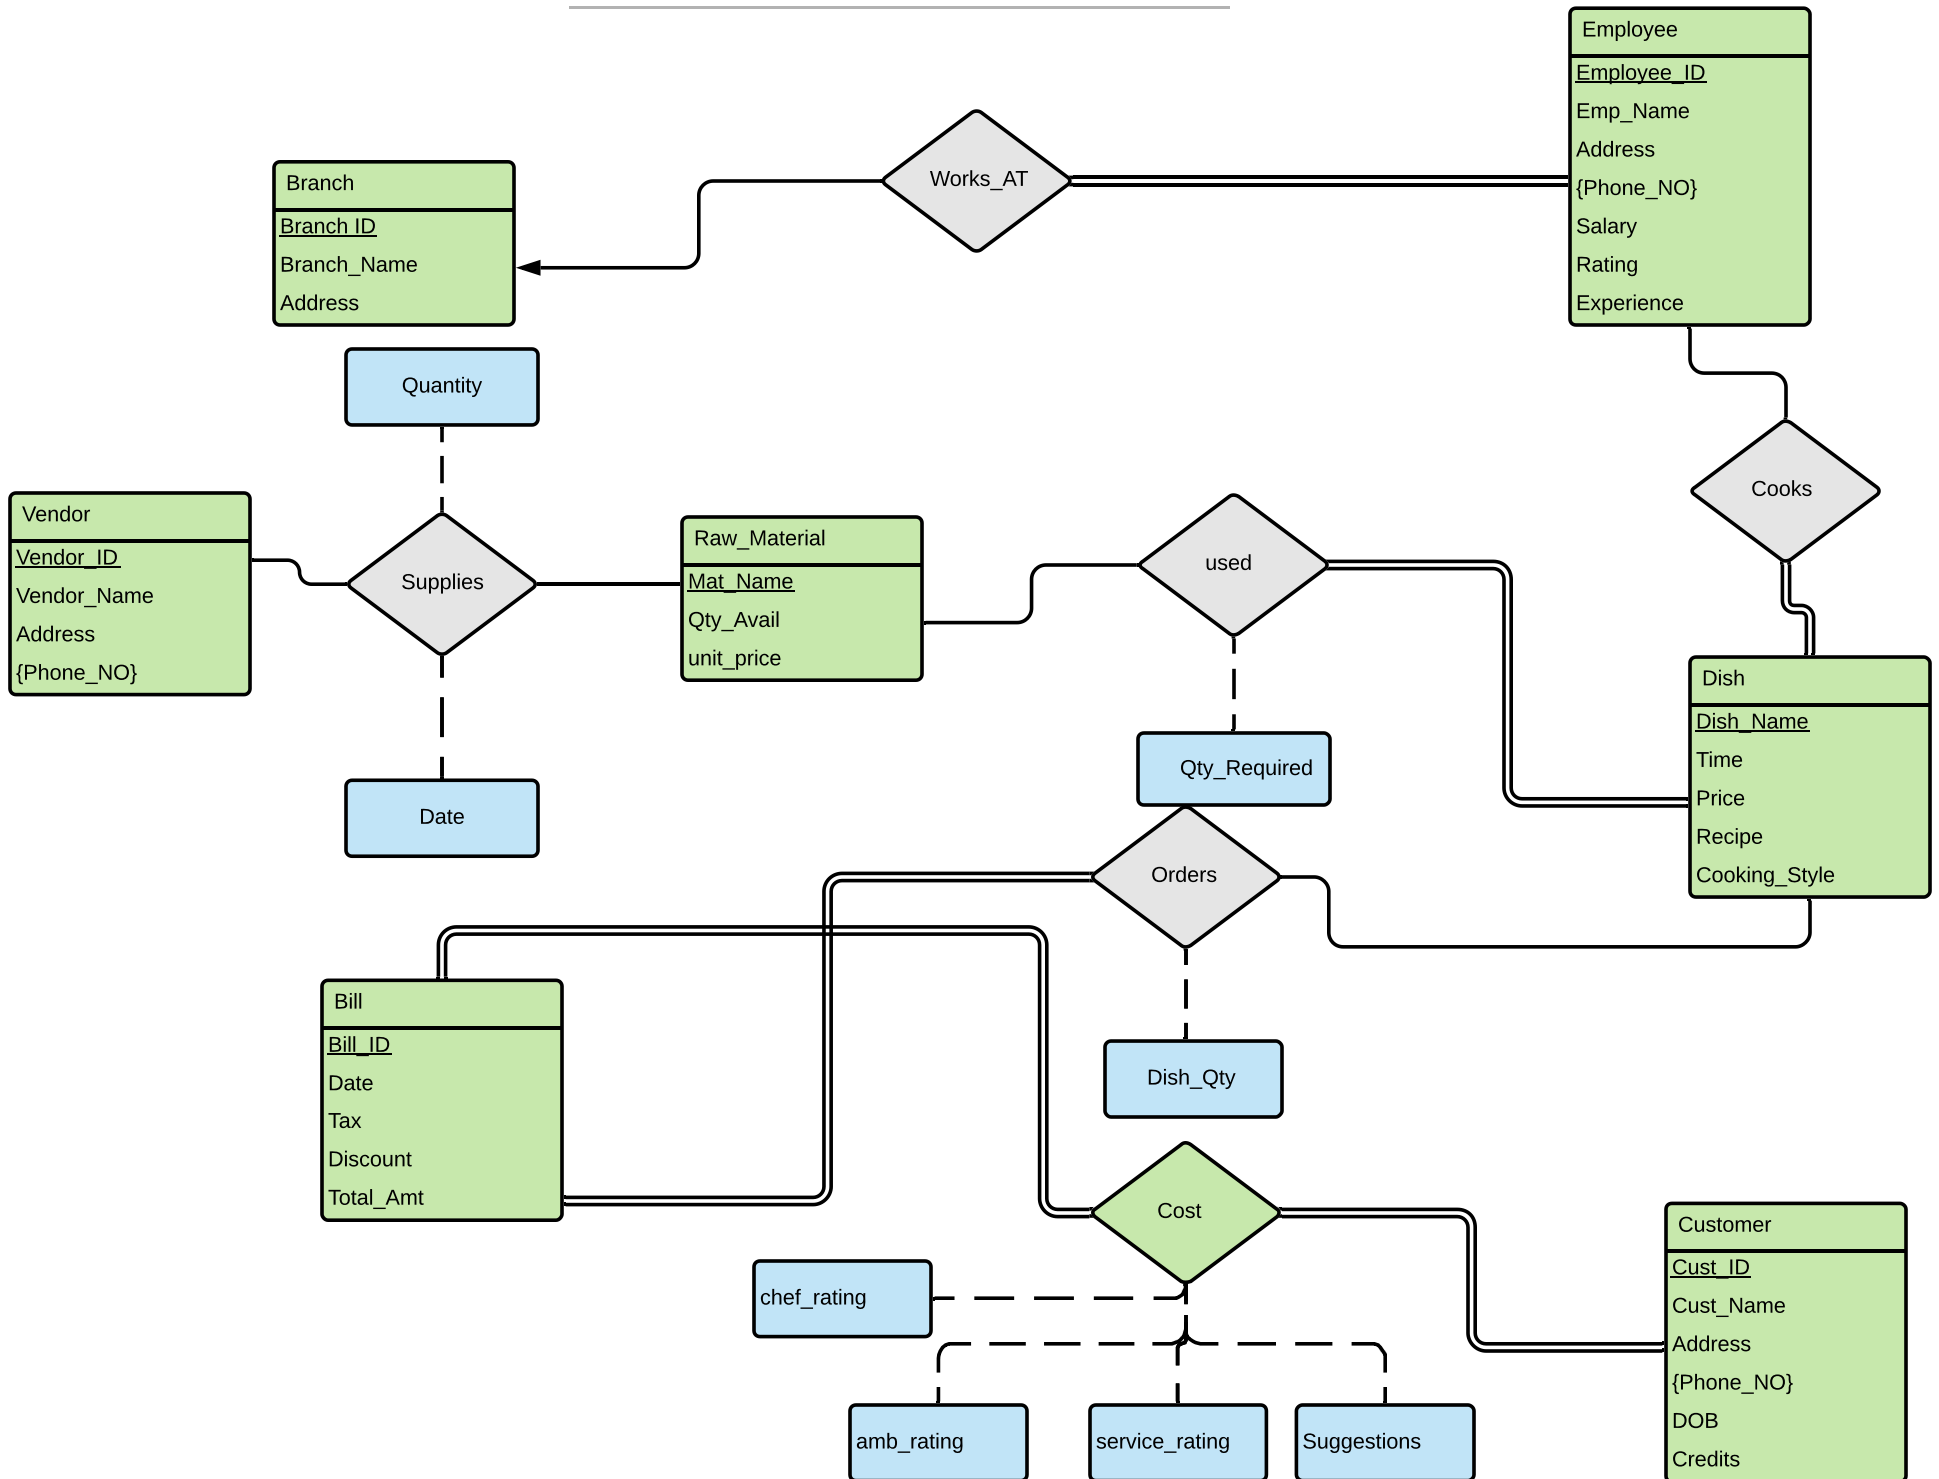 Employee
Employee_ID
Emp_Name
Address
{Phone_NO}
Salary
Rating
Experience
Works_AT
Branch
Branch ID
Branch_Name
Address
Quantity
Cooks
Vendor
Vendor_ID
Vendor_Name
Address
{Phone_NO}
Supplies
Raw_Material
Mat_Name
Qty_Avail
unit_price
used
Qty_Required
Date
Dish
Dish_Name
Time
Price
Recipe
Cooking_Style
Orders
Dish_Qty
Bill
Bill_ID
Date
Tax
Discount
Total_Amt
Cost
chef_rating
amb_rating
service_rating
Suggestions
Customer
Cust_ID
Cust_Name
Address
{Phone_NO}
DOB
Credits